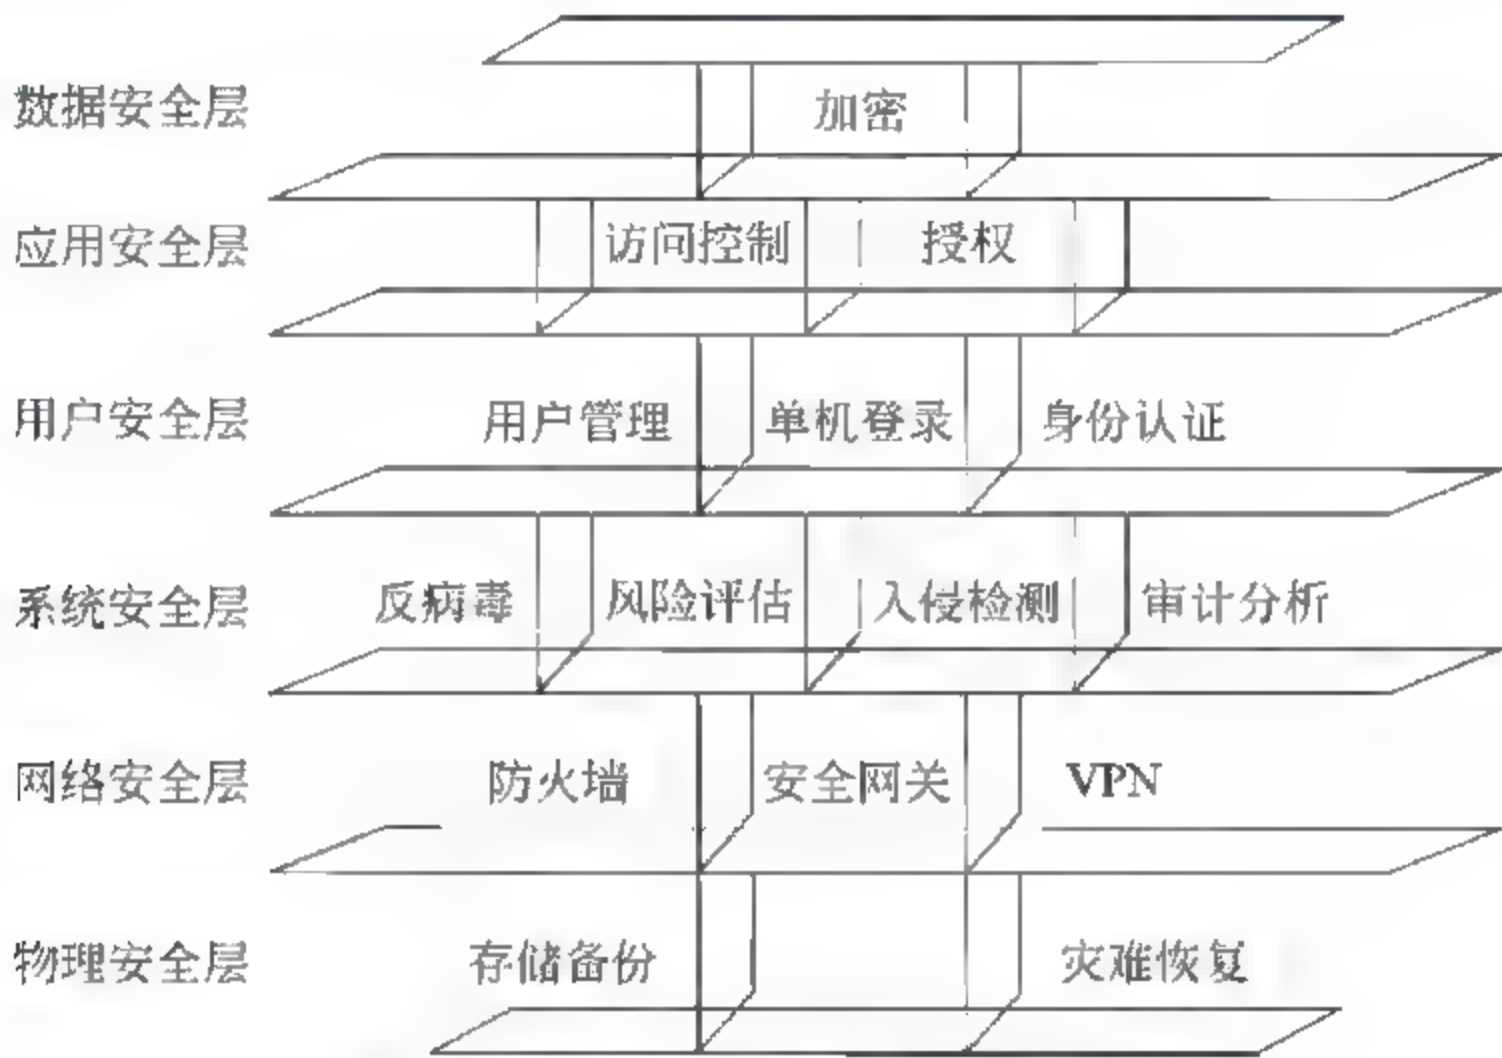 数据安全层 加密
应用安全层 访问控制 授权
用户安全层 用户管理 单机登录 身份认证
系统安全层 反病毒 风险评估 入侵检测 审计分析
网络安全层 防火墙 安全网关 VPN
物理安全层 存储备份 灾难恢复